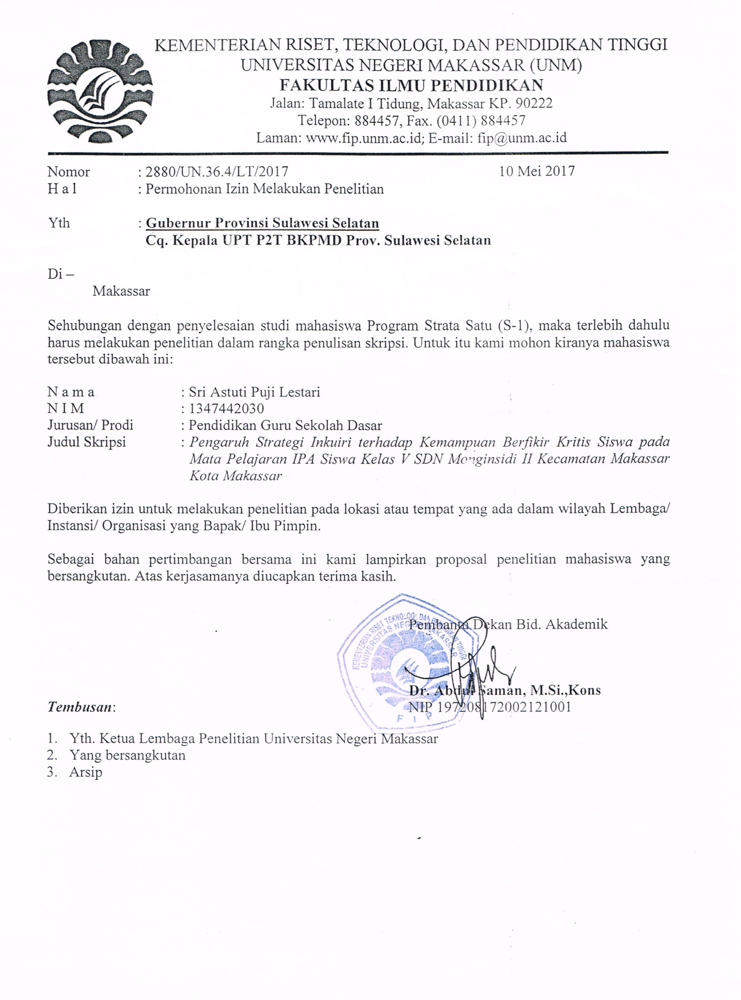 KEMENTERIAN RISET, TEKNOLOGI, DAN PENDIDIKAN TINGGI
UNIVERSITAS NEGERI MAKASSAR (UNM)
FAKULTAS ILMU PENDIDIKAN
Jalan: Tamalate I Tidung, Makassar KP. 90222
Telepon: 884457, Fax. (0411) 884457
Laman: www.fip.unm.ac.id; E-mail: fip@unm.ac.id
Nomor : 2880/UN.36.4/LT/2017 10 Mei 2017
H a l : Permohonan Izin Melakukan Penelitian
Yth : Gubernur Provinsi Sulawesi Selatan
Cq. Kepala UPT P2T BKPMD Prov. Sulawesi Selatan
Di –
Makassar
Sehubungan dengan penyelesaian studi mahasiswa Program Strata Satu (S-1), maka terlebih dahulu
harus melakukan penelitian dalam rangka penulisan skripsi. Untuk itu kami mohon kiranya mahasiswa
tersebut dibawah ini:
N a m a : Sri Astuti Puji Lestari
N I M : 1347442030
Jurusan/ Prodi : Pendidikan Guru Sekolah Dasar
Judul Skripsi : Pengaruh Strategi Inkuiri terhadap Kemampuan Berfikir Kritis Siswa pada
Mata Pelajaran IPA Siswa Kelas V SDN Monginsidi II Kecamatan Makassar
Kota Makassar
Diberikan izin untuk melakukan penelitian pada lokasi atau tempat yang ada dalam wilayah Lembaga/
Instansi/ Organisasi yang Bapak/ Ibu Pimpin.
Sebagai bahan pertimbangan bersama ini kami lampirkan proposal penelitian mahasiswa yang
bersangkutan. Atas kerjasamanya diucapkan terima kasih.
Pembantu Dekan Bid. Akademik
KEMENTERIAN RISET TEKNOLOGI DAN PENDIDIKAN TINGGI
UNIVERSITAS NEGERI MAKASSAR
F I P
Dr. Abdul Saman, M.Si.,Kons
NIP 197208172002121001
Tembusan:
1. Yth. Ketua Lembaga Penelitian Universitas Negeri Makassar
2. Yang bersangkutan
3. Arsip